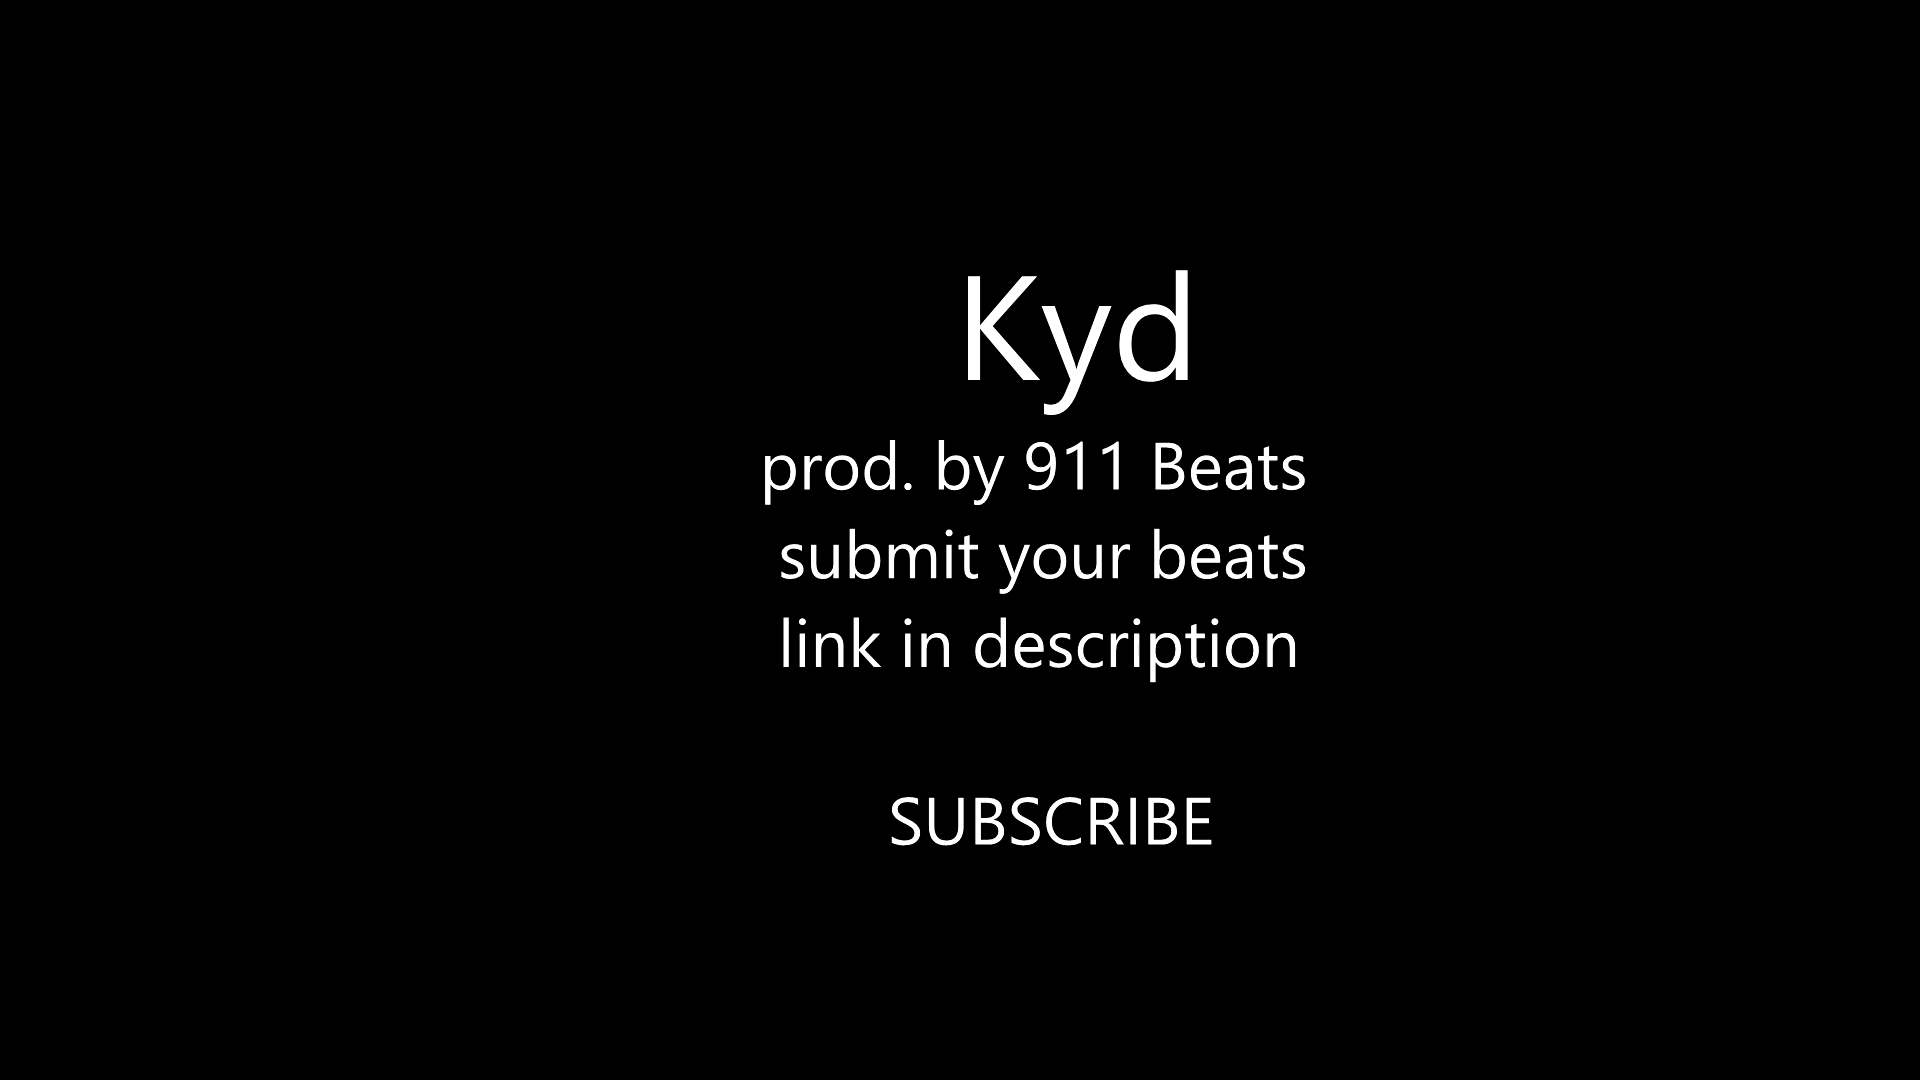 Kyd
prod. by 911 Beats
submit your beats
link in description
SUBSCRIBE